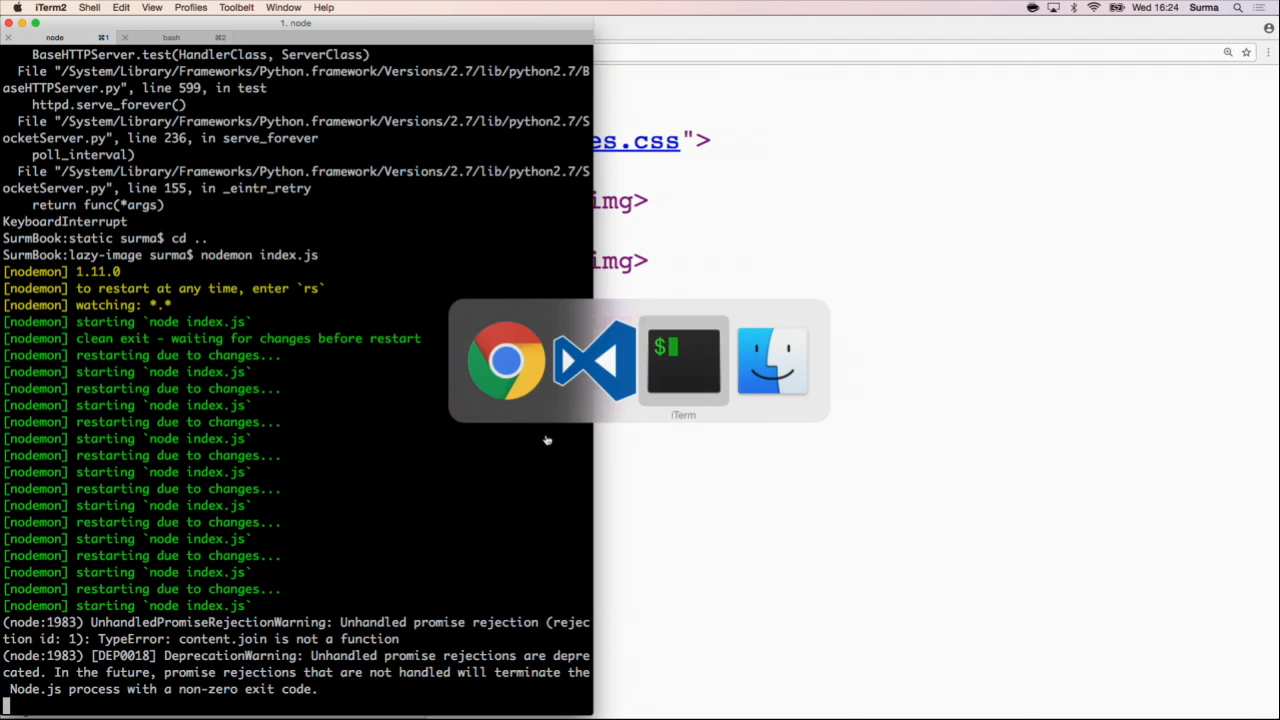 iTerm2 Shell Edit View Profiles Toolbelt Window Help Wed 16:24 Surma
1. node
node ⌘1 bash ⌘2
BaseHTTPServer.test(HandlerClass, ServerClass)
File "/System/Library/Frameworks/Python.framework/Versions/2.7/lib/python2.7/B
aseHTTPServer.py", line 599, in test
httpd.serve_forever()
File "/System/Library/Frameworks/Python.framework/Versions/2.7/lib/python2.7/S
ocketServer.py", line 236, in serve_forever
poll_interval)
File "/System/Library/Frameworks/Python.framework/Versions/2.7/lib/python2.7/S
ocketServer.py", line 155, in _eintr_retry
return func(*args)
KeyboardInterrupt
SurmBook:static surma$ cd ..
SurmBook:lazy-image surma$ nodemon index.js
[nodemon] 1.11.0
[nodemon] to restart at any time, enter `rs`
[nodemon] watching: *.*
[nodemon] starting `node index.js`
[nodemon] clean exit - waiting for changes before restart
[nodemon] restarting due to changes...
[nodemon] starting `node index.js`
[nodemon] restarting due to changes...
[nodemon] starting `node index.js`
[nodemon] restarting due to changes...
[nodemon] starting `node index.js`
[nodemon] restarting due to changes...
[nodemon] starting `node index.js`
[nodemon] restarting due to changes...
[nodemon] starting `node index.js`
[nodemon] restarting due to changes...
[nodemon] starting `node index.js`
[nodemon] restarting due to changes...
[nodemon] starting `node index.js`
[nodemon] restarting due to changes...
[nodemon] starting `node index.js`
(node:1983) UnhandledPromiseRejectionWarning: Unhandled promise rejection (rejec
tion id: 1): TypeError: content.join is not a function
(node:1983) [DEP0018] DeprecationWarning: Unhandled promise rejections are depre
cated. In the future, promise rejections that are not handled will terminate the
Node.js process with a non-zero exit code.
es.css">
img>
img>
$
iTerm